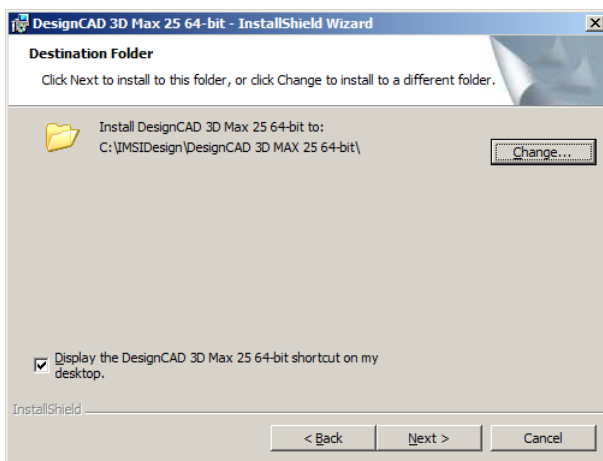 DesignCAD 3D Max 25 64-bit - InstallShield Wizard
Destination Folder
Click Next to install to this folder, or click Change to install to a different folder.
Install DesignCAD 3D Max 25 64-bit to:
C:\IMSIDesign\DesignCAD 3D MAX 25 64-bit\
Change...
Display the DesignCAD 3D Max 25 64-bit shortcut on my
desktop.
InstallShield
< Back
Next >
Cancel